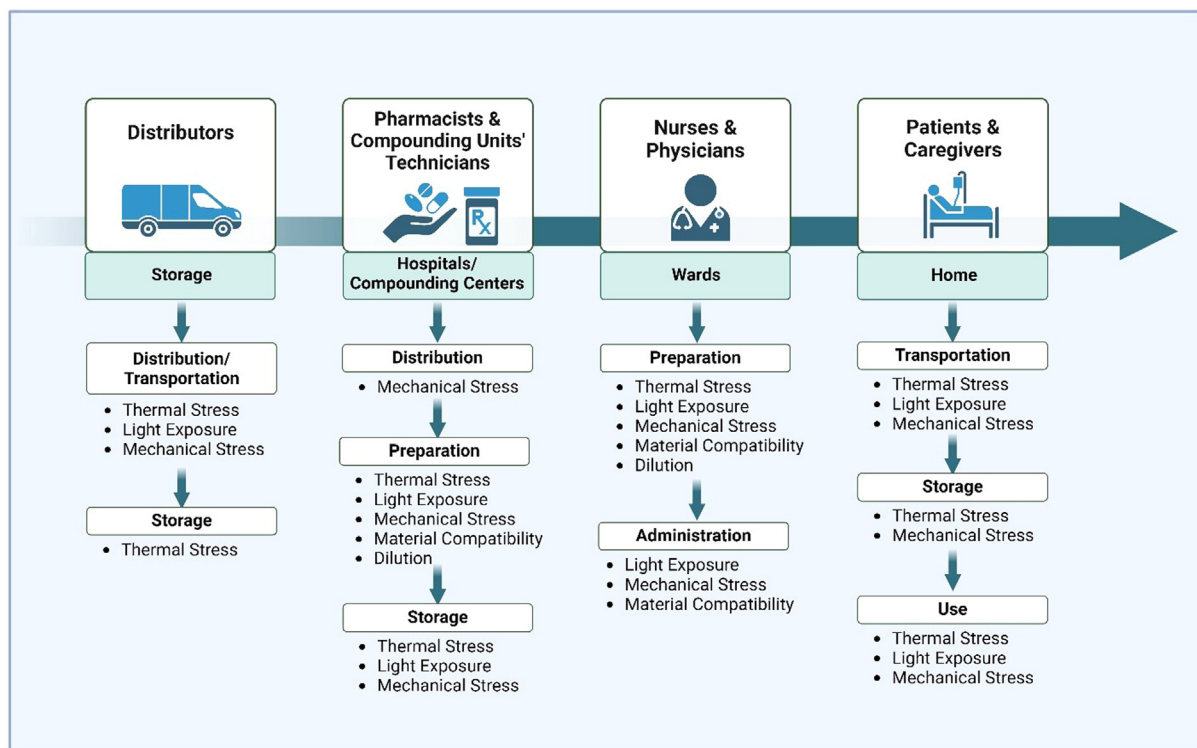 Distributors
Storage
Distribution/
Transportation
• Thermal Stress
• Light Exposure
• Mechanical Stress
Storage
• Thermal Stress
Pharmacists &
Compounding Units'
Technicians
Rx
Hospitals/
Compounding Centers
Distribution
• Mechanical Stress
Preparation
• Thermal Stress
• Light Exposure
• Mechanical Stress
• Material Compatibility
• Dilution
Storage
• Thermal Stress
• Light Exposure
• Mechanical Stress
Nurses &
Physicians
Wards
Preparation
• Thermal Stress
• Light Exposure
• Mechanical Stress
• Material Compatibility
• Dilution
Administration
• Light Exposure
• Mechanical Stress
• Material Compatibility
Patients &
Caregivers
Home
Transportation
• Thermal Stress
• Light Exposure
• Mechanical Stress
Storage
• Thermal Stress
• Mechanical Stress
Use
• Thermal Stress
• Light Exposure
• Mechanical Stress